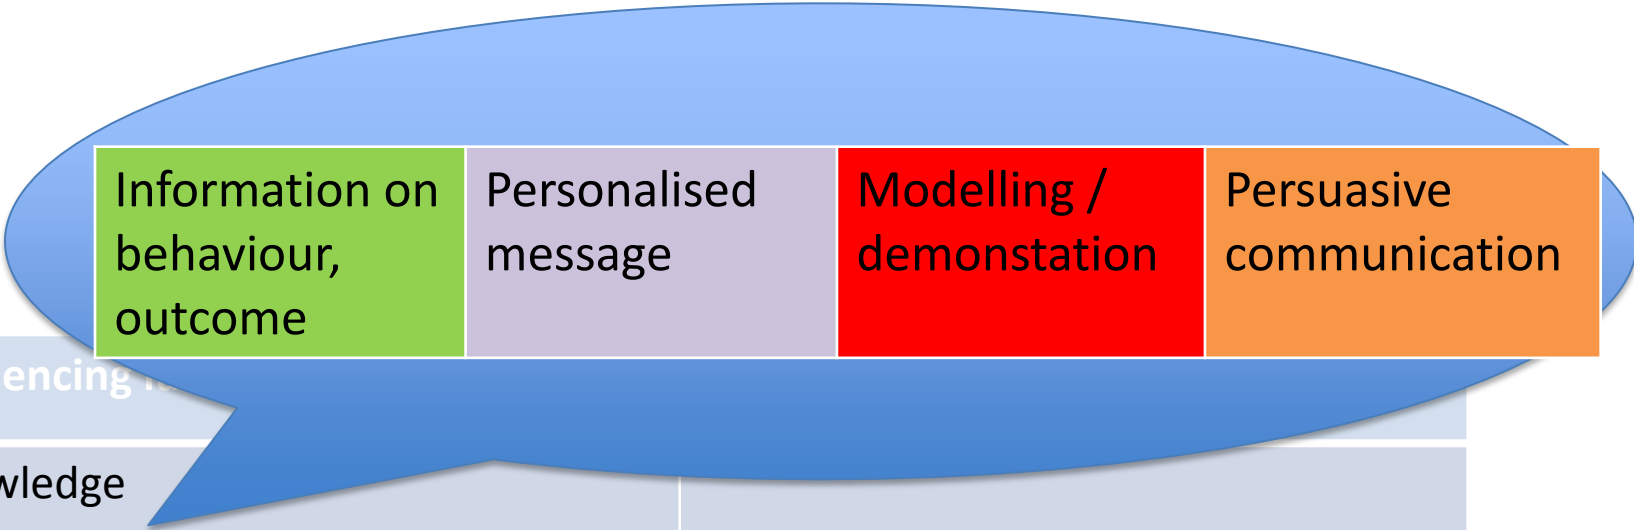 Information on
behaviour,
outcome
Personalised
message
Modelling /
demonstation
Persuasive
communication
encing
wledge